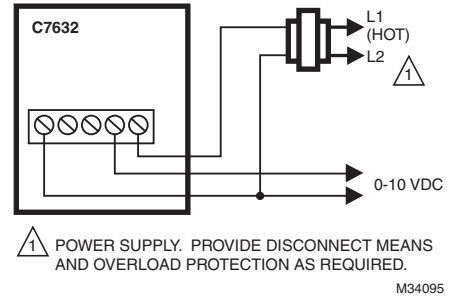 C7632
L1
(HOT)
L2
1
0-10 VDC
1 POWER SUPPLY. PROVIDE DISCONNECT MEANS
AND OVERLOAD PROTECTION AS REQUIRED.
M34095